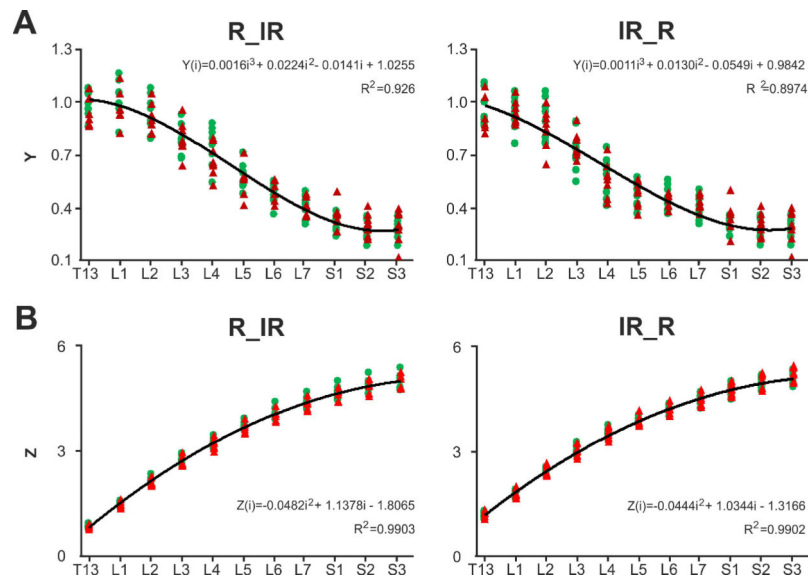 A
R_IR
IR_R
1.3
1.0
0.7
0.4
0.1
Y
Y(i)=0.0016i³ + 0.0224i² - 0.0141i + 1.0255
R²=0.926
T13 L1 L2 L3 L4 L5 L6 L7 S1 S2 S3
1.3
1.0
0.7
0.4
0.1
Y(i)=0.0011i³ + 0.0130i² - 0.0549i + 0.9842
R ²=0.8974
T13 L1 L2 L3 L4 L5 L6 L7 S1 S2 S3
B
R_IR
IR_R
6
3
0
Z
Z(i)=-0.0482i² + 1.1378i - 1.8065
R²=0.9903
T13 L1 L2 L3 L4 L5 L6 L7 S1 S2 S3
6
3
0
Z(i)=-0.0444i² + 1.0344i - 1.3166
R²=0.9902
T13 L1 L2 L3 L4 L5 L6 L7 S1 S2 S3